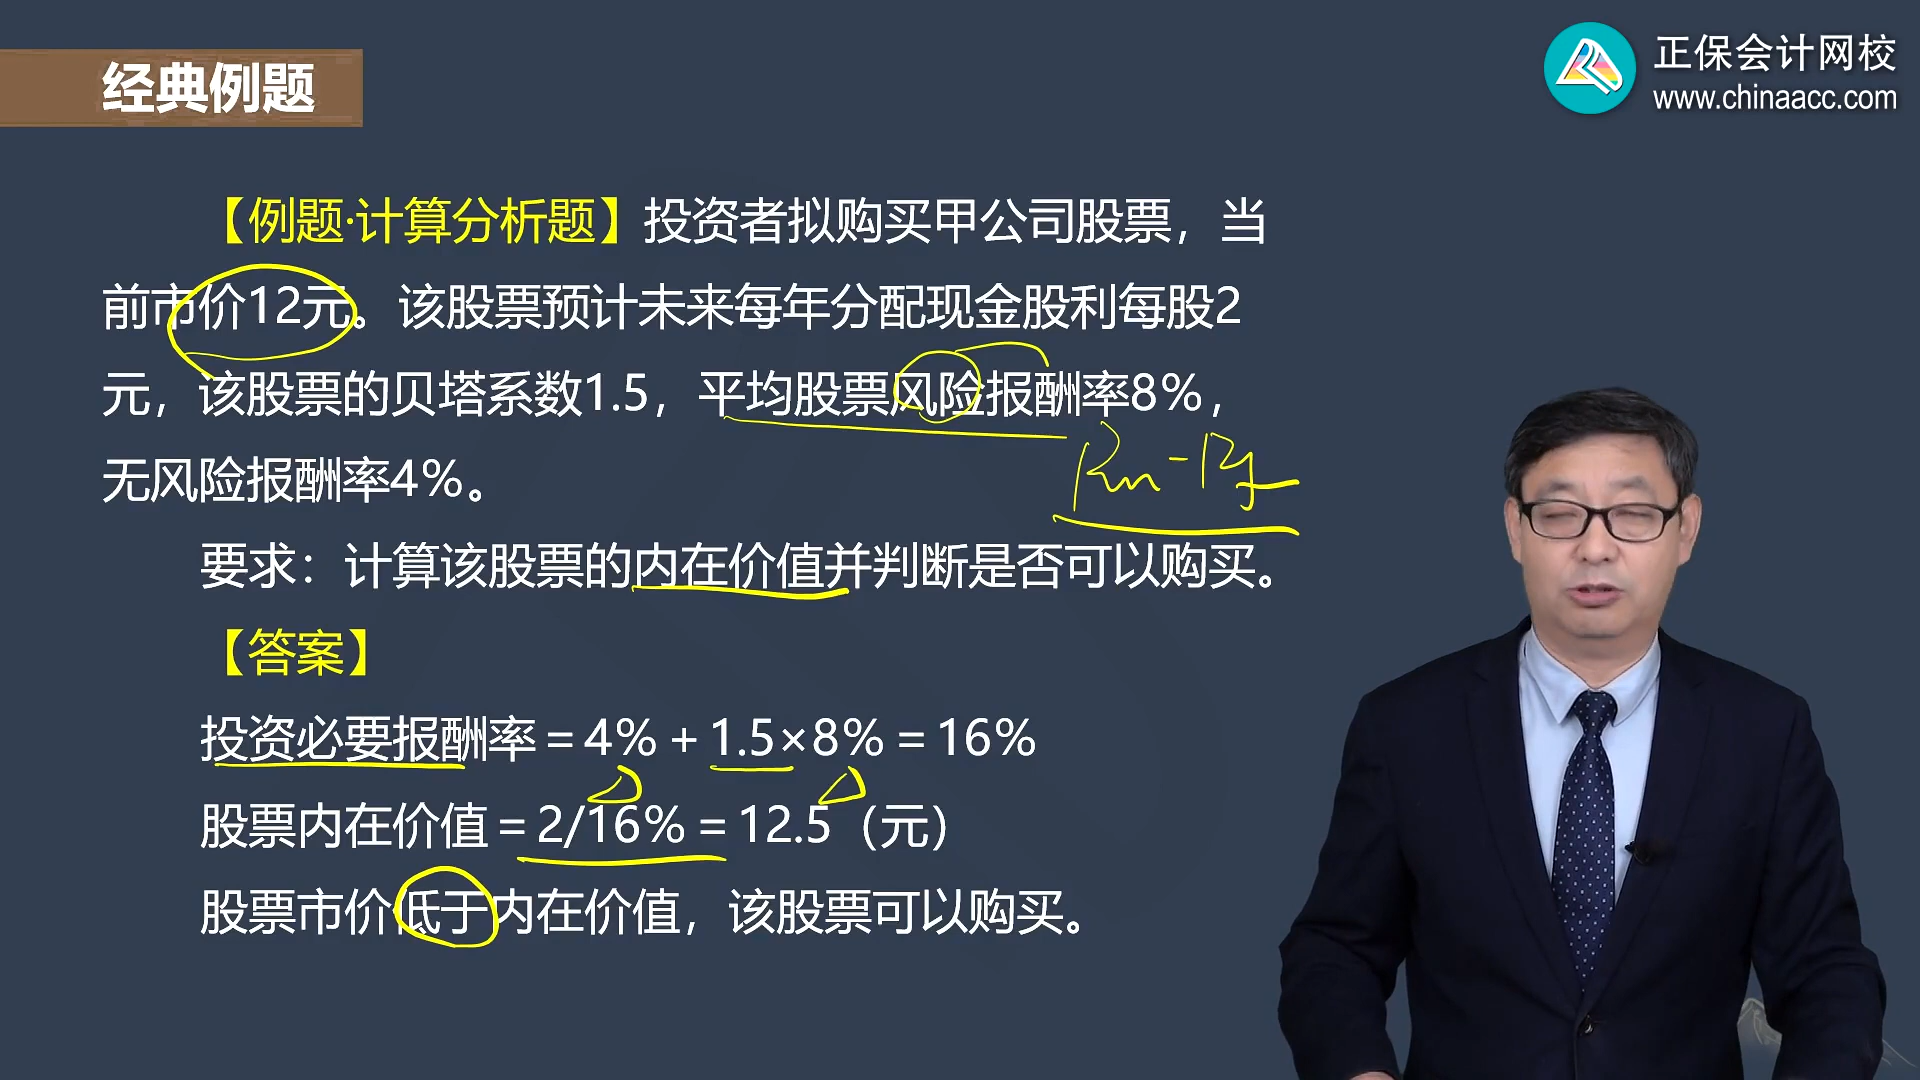 正保会计网校
www.chinaacc.com
经典例题
【例题·计算分析题】投资者拟购买甲公司股票，当
前市价12元。该股票预计未来每年分配现金股利每股2
元，该股票的贝塔系数1.5，平均股票风险报酬率8%，
无风险报酬率4%。
Rm-Rf
要求：计算该股票的内在价值并判断是否可以购买。
【答案】
投资必要报酬率＝4%＋1.5×8%＝16%
股票内在价值＝2/16%＝12.5（元）
股票市价低于内在价值，该股票可以购买。